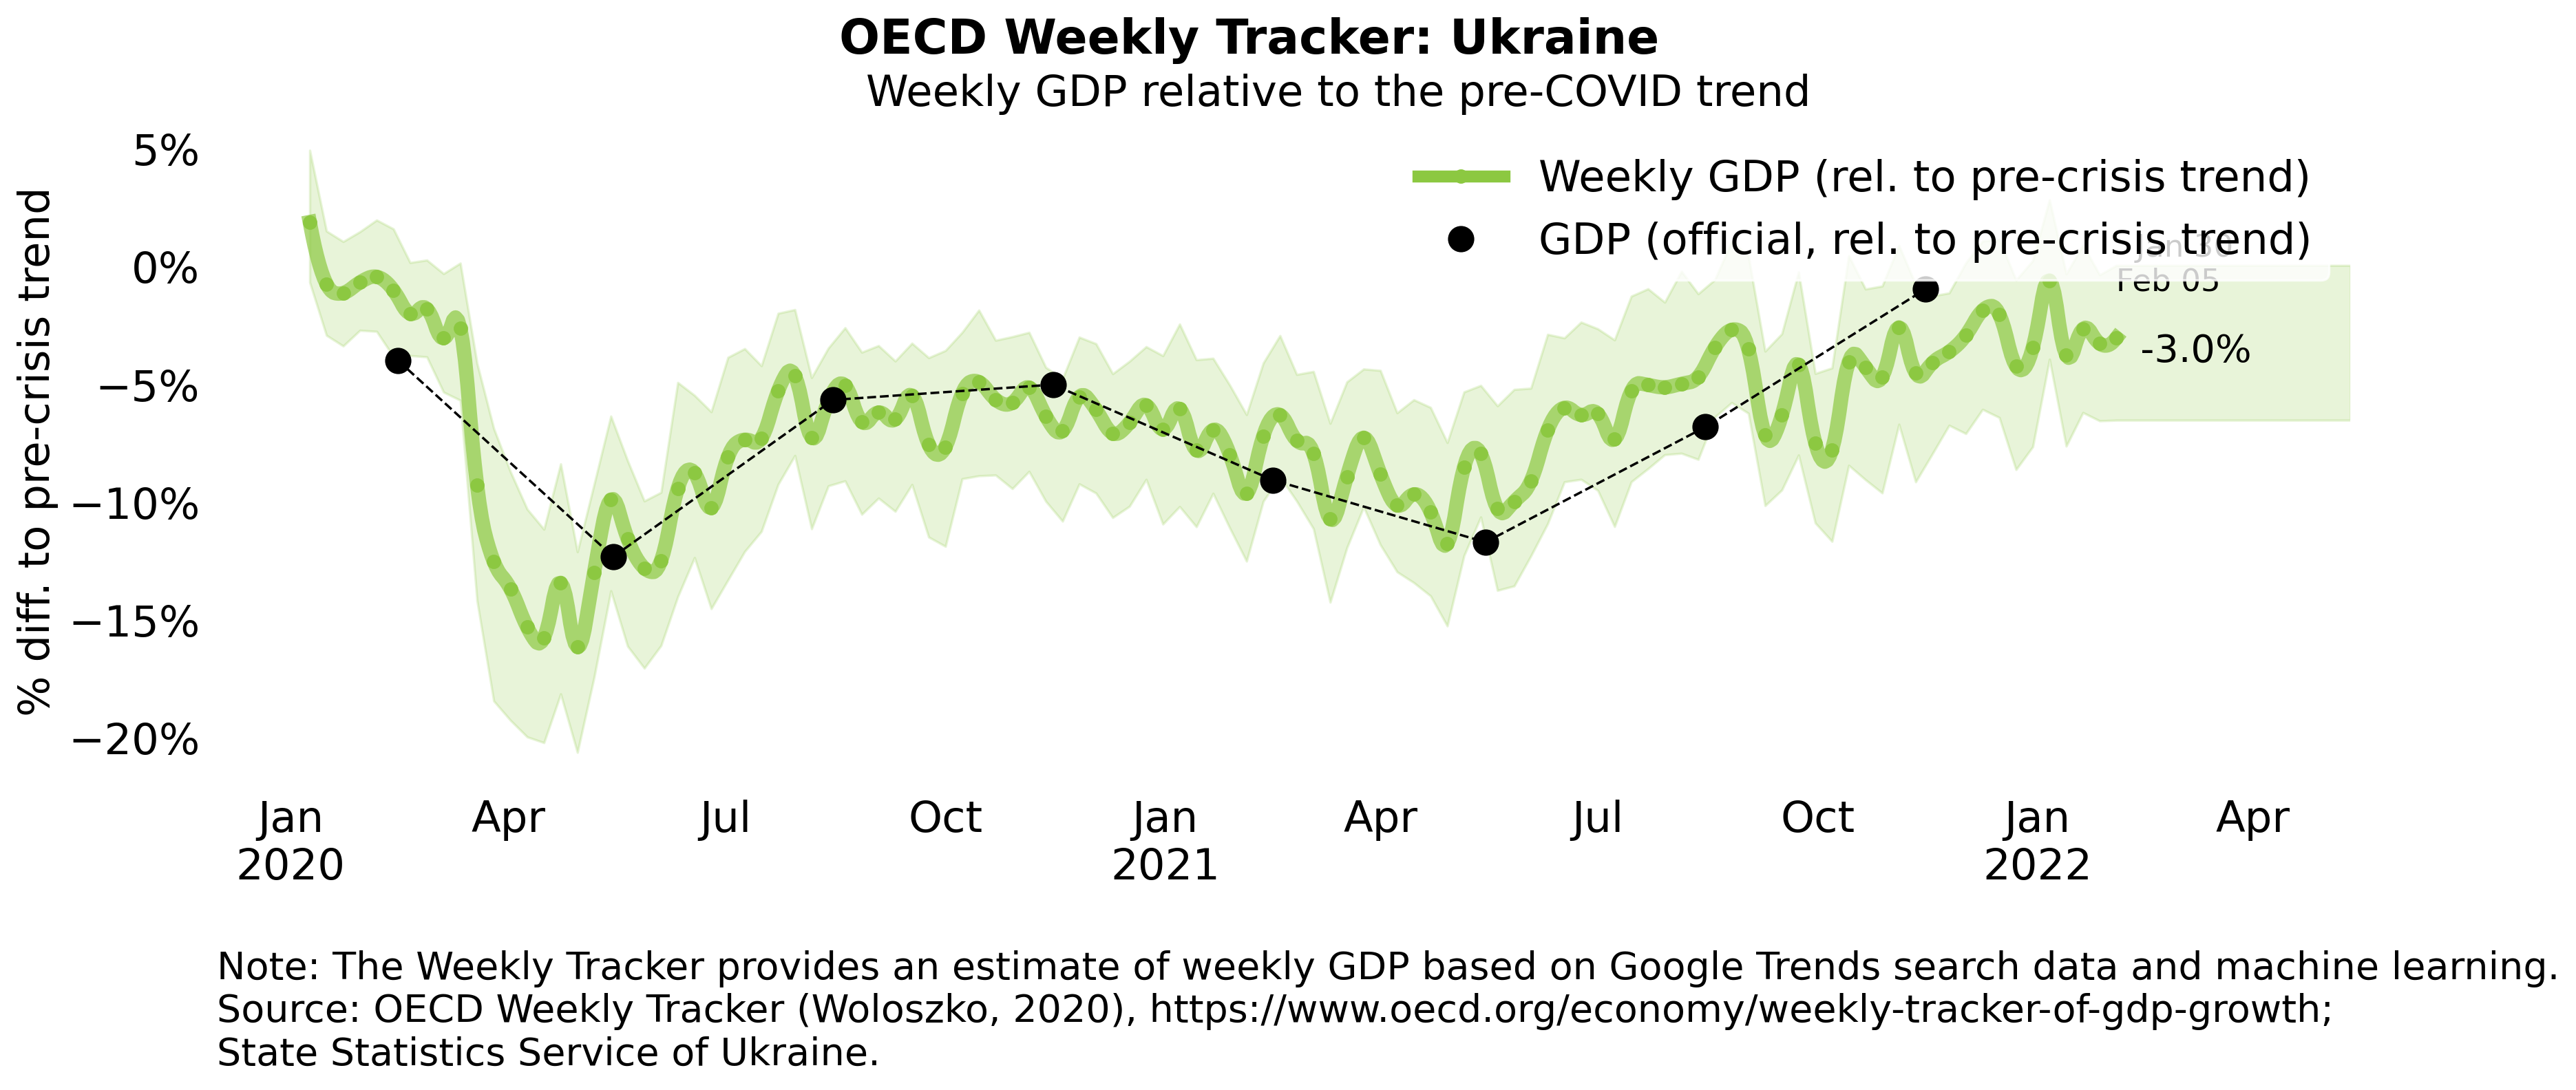 OECD Weekly Tracker: Ukraine
Weekly GDP relative to the pre-COVID trend
% diff. to pre-crisis trend
5%
0%
−5%
−10%
−15%
−20%
Weekly GDP (rel. to pre-crisis trend)
GDP (official, rel. to pre-crisis trend)
Jan 30
Feb 05
-3.0%
Jan Apr Jul Oct Jan Apr Jul Oct Jan Apr
2020 2021 2022
Note: The Weekly Tracker provides an estimate of weekly GDP based on Google Trends search data and machine learning.
Source: OECD Weekly Tracker (Woloszko, 2020), https://www.oecd.org/economy/weekly-tracker-of-gdp-growth;
State Statistics Service of Ukraine.